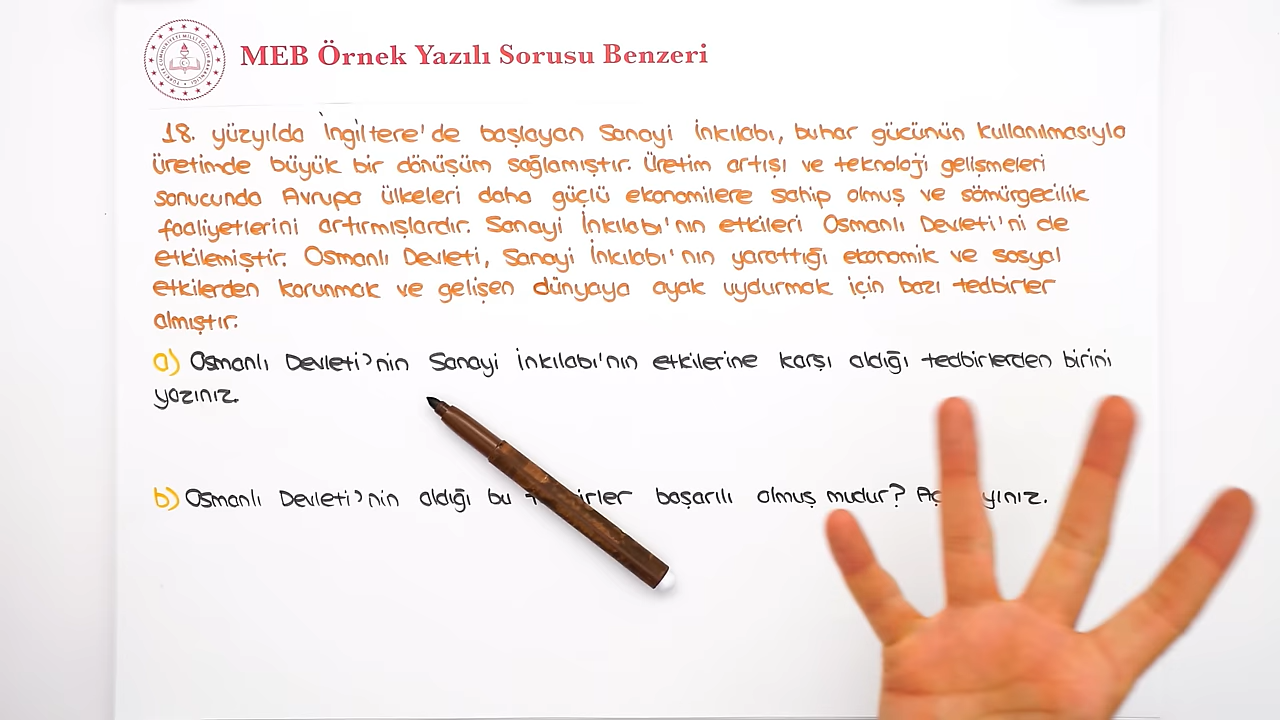 MEB Örnek Yazılı Sorusu Benzeri
18. yüzyılda İngiltere'de başlayan Sanayi İnkılabı, buhar gücünün kullanılmasıyla
üretimde büyük bir dönüşüm sağlamıştır. Üretim artışı ve teknoloji gelişmeleri
sonucunda Avrupa ülkeleri daha güçlü ekonomilere sahip olmuş ve sömürgecilik
faaliyetlerini artırmışlardır. Sanayi İnkılabı'nın etkileri Osmanlı Devleti'ni de
etkilemiştir. Osmanlı Devleti, Sanayi İnkılabı'nın yarattığı ekonomik ve sosyal
etkilerden korunmak ve gelişen dünyaya ayak uydurmak için bazı tedbirler
almıştır.
a) Osmanlı Devleti'nin Sanayi İnkılabı'nın etkilerine karşı aldığı tedbirlerden birini
yazınız.
b) Osmanlı Devleti'nin aldığı bu başarılı olmuş mudur?